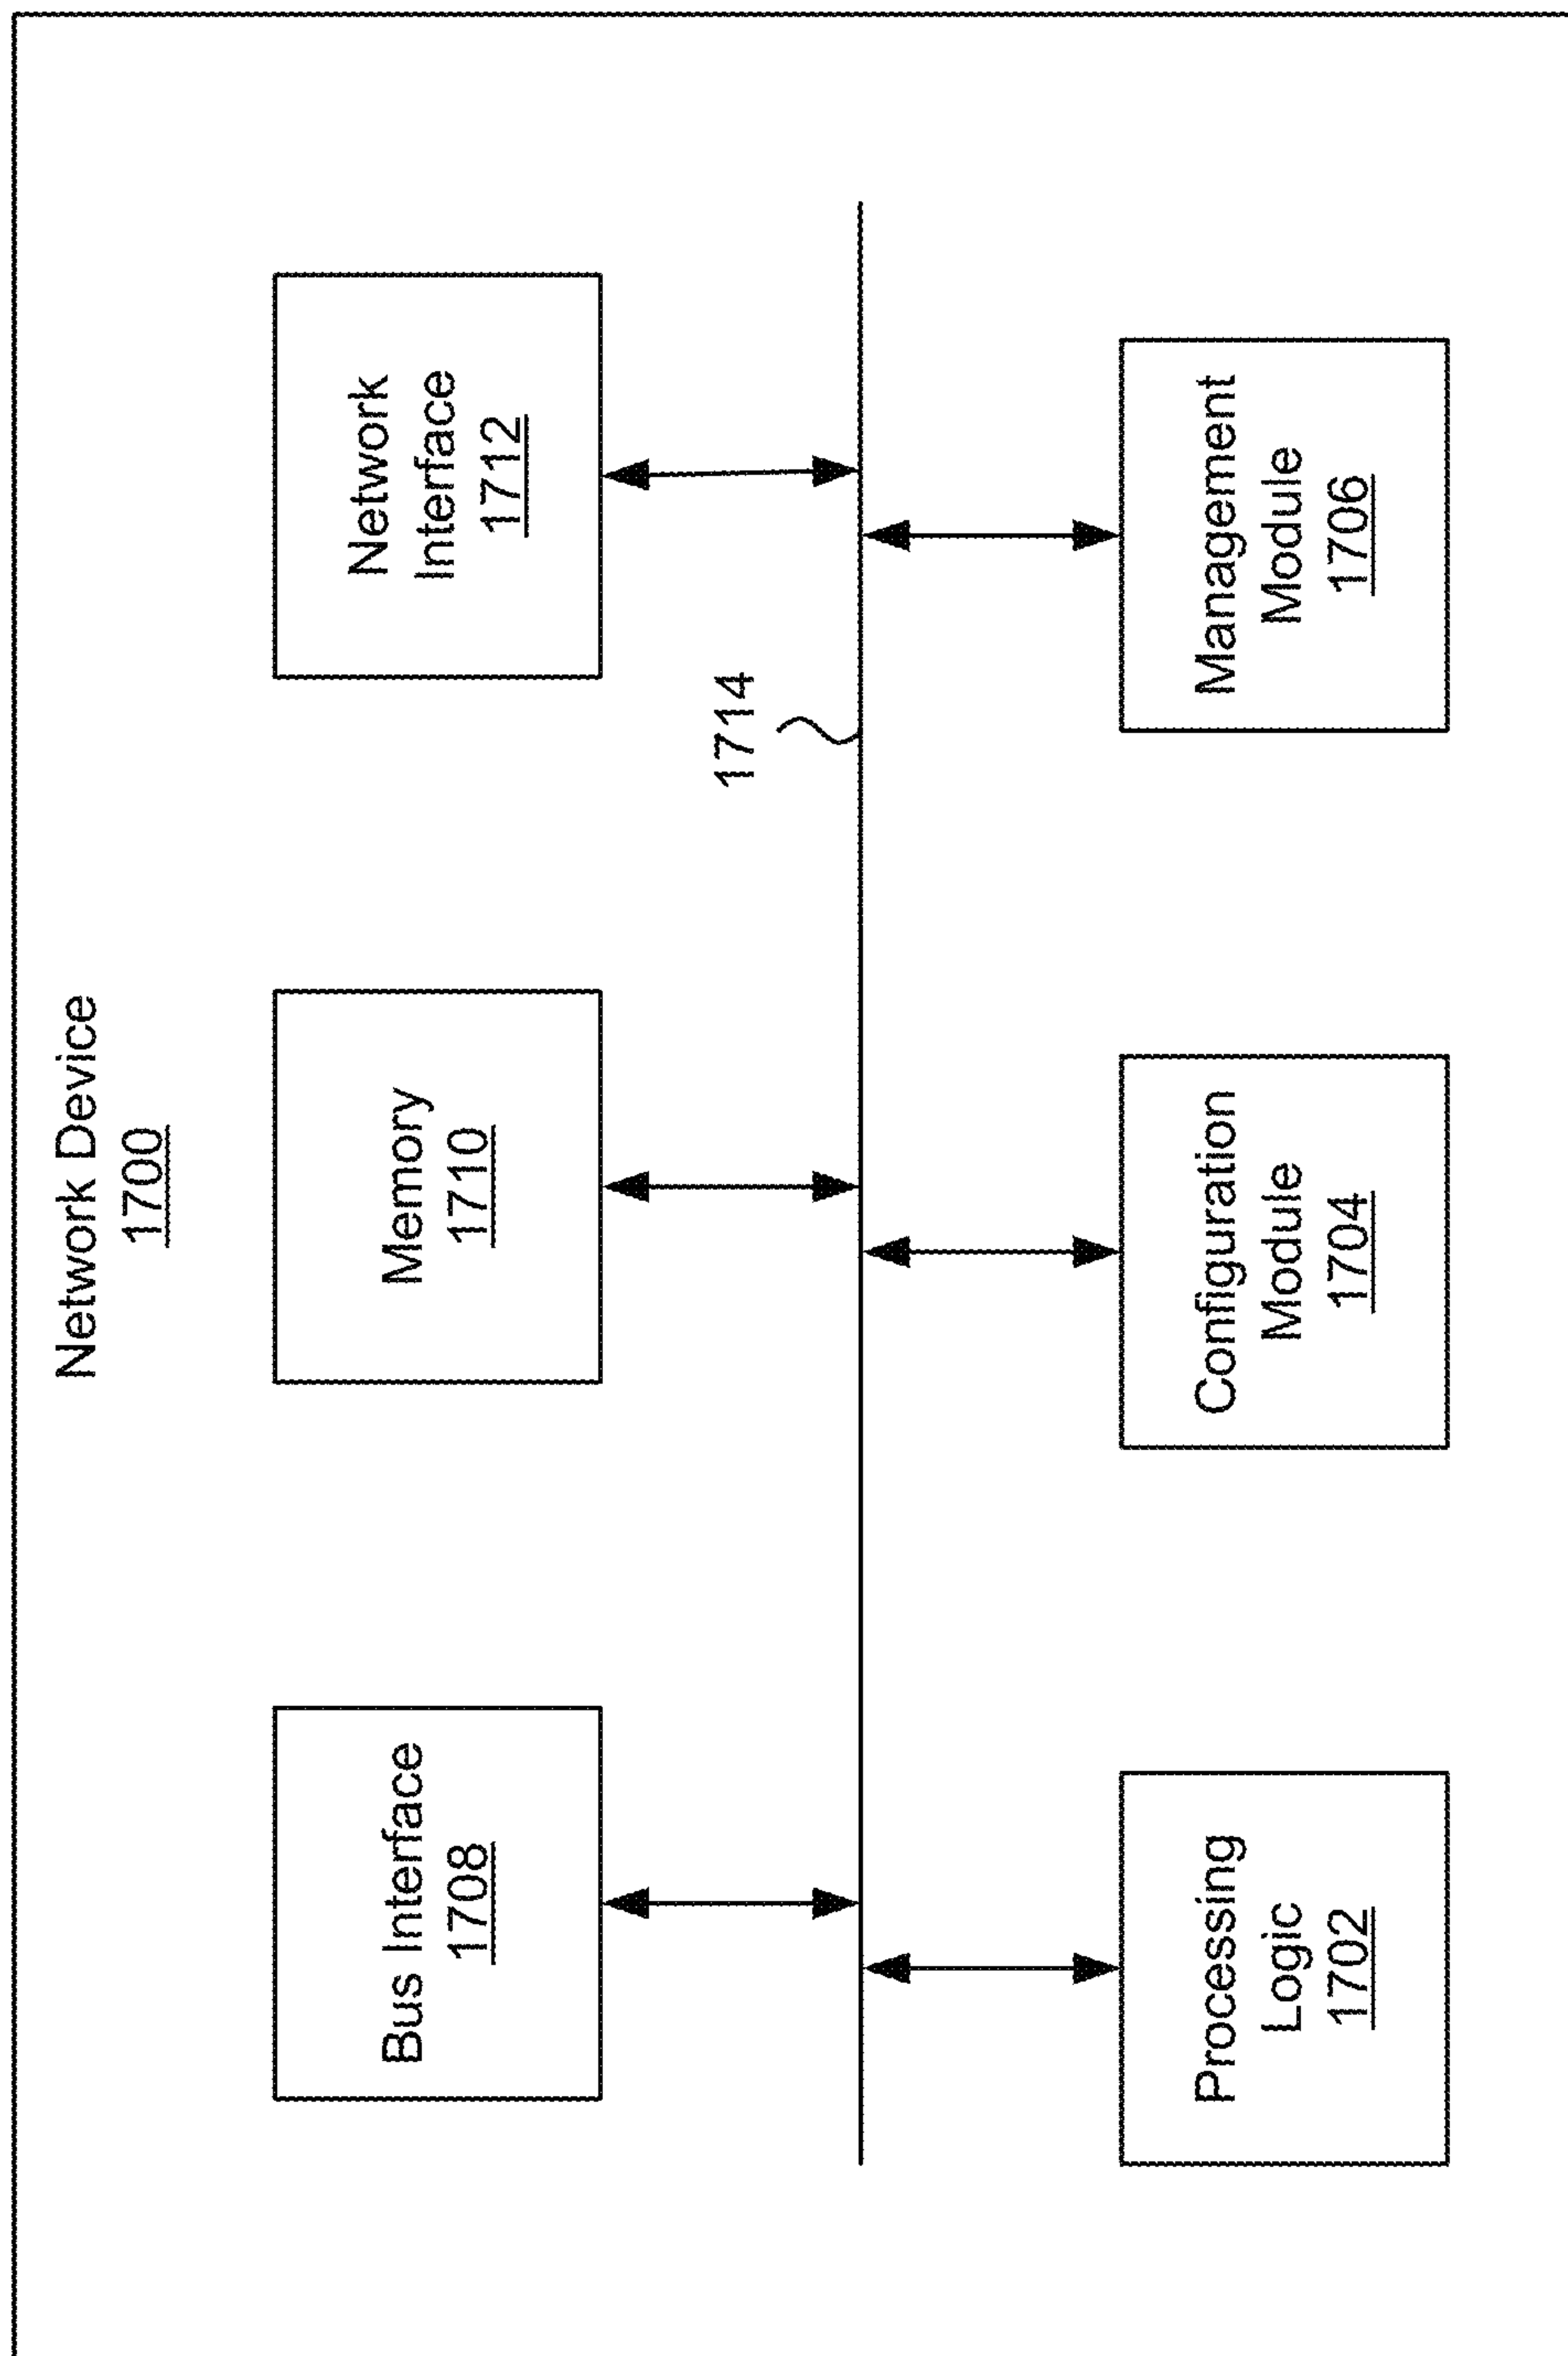 Network Device
1700
Bus Interface
1708
Memory
1710
Network
Interface
1712
1714
Processing
Logic
1702
Configuration
Module
1704
Management
Module
1706